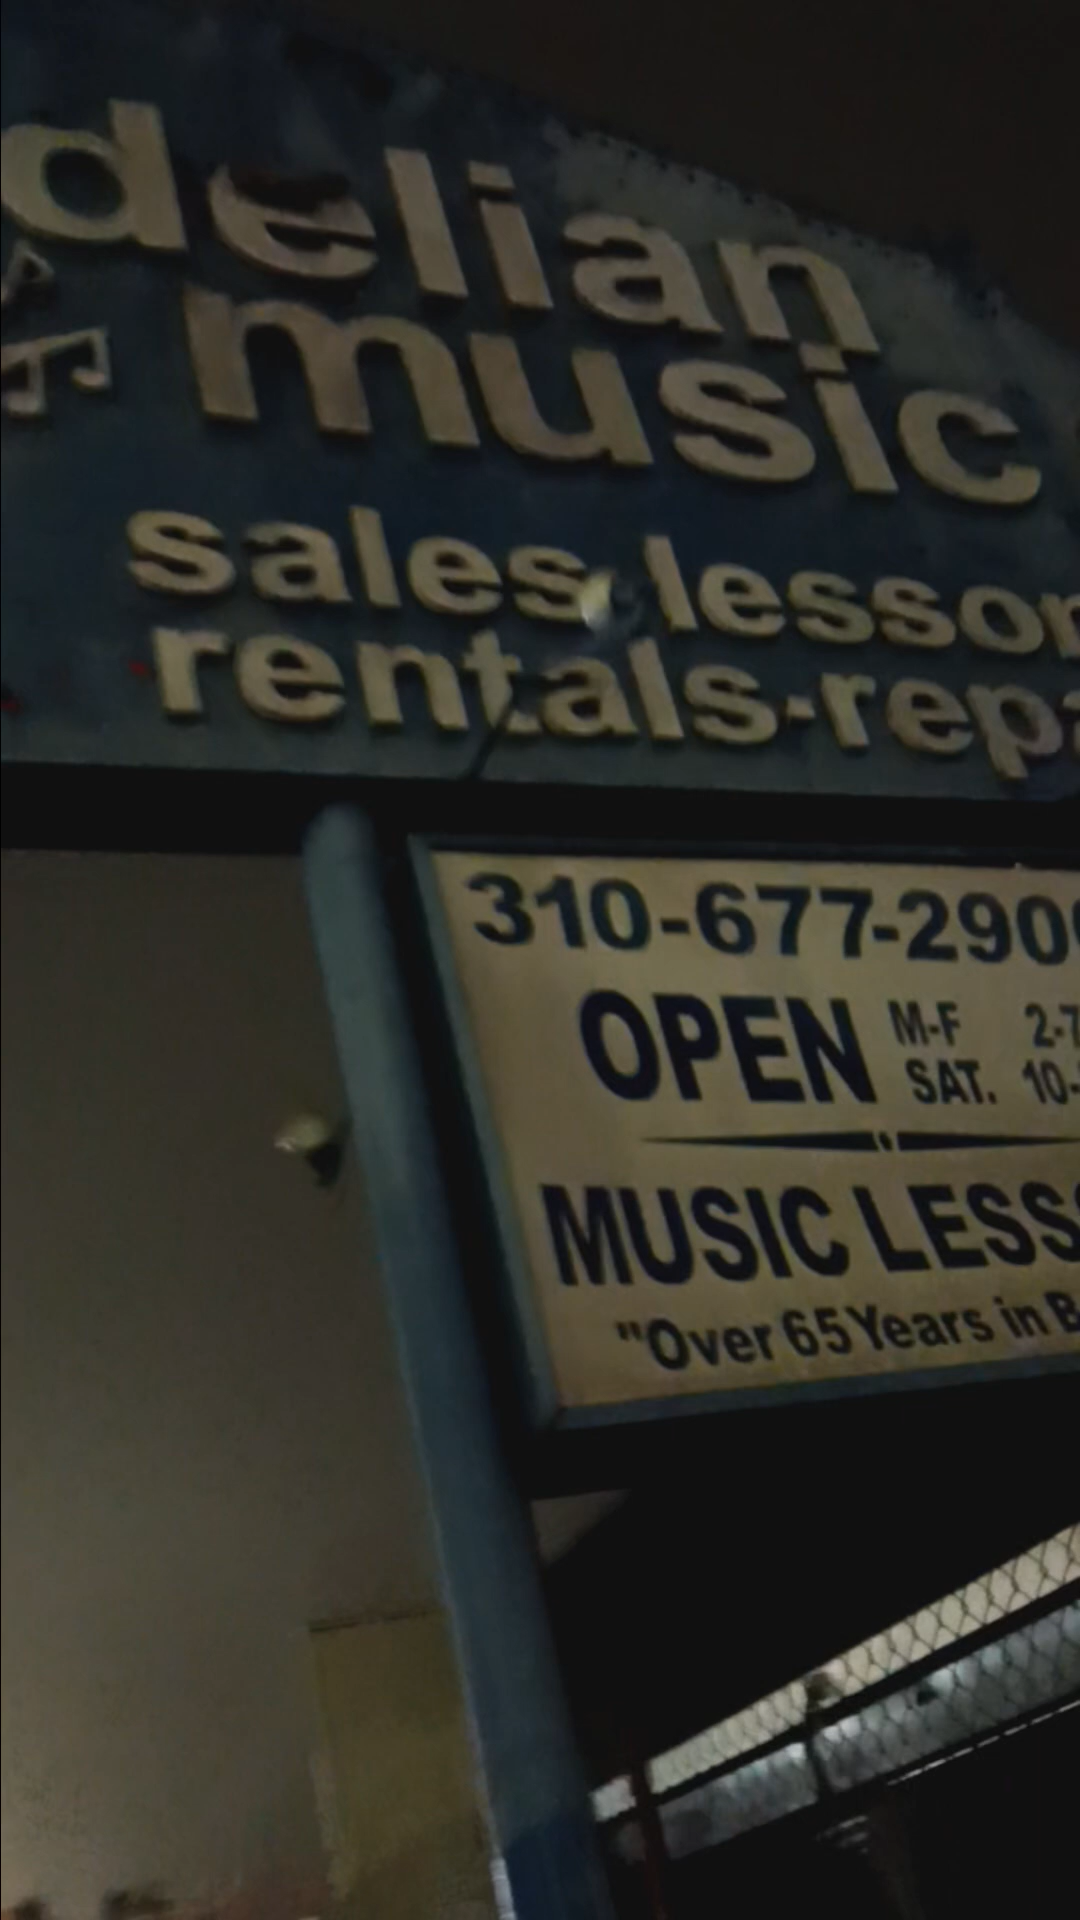 delian
music
sales lesson
rentals-repa
310-677-290
OPEN M-F 2-7
SAT. 10-
MUSIC LESS
"Over 65 Years in B